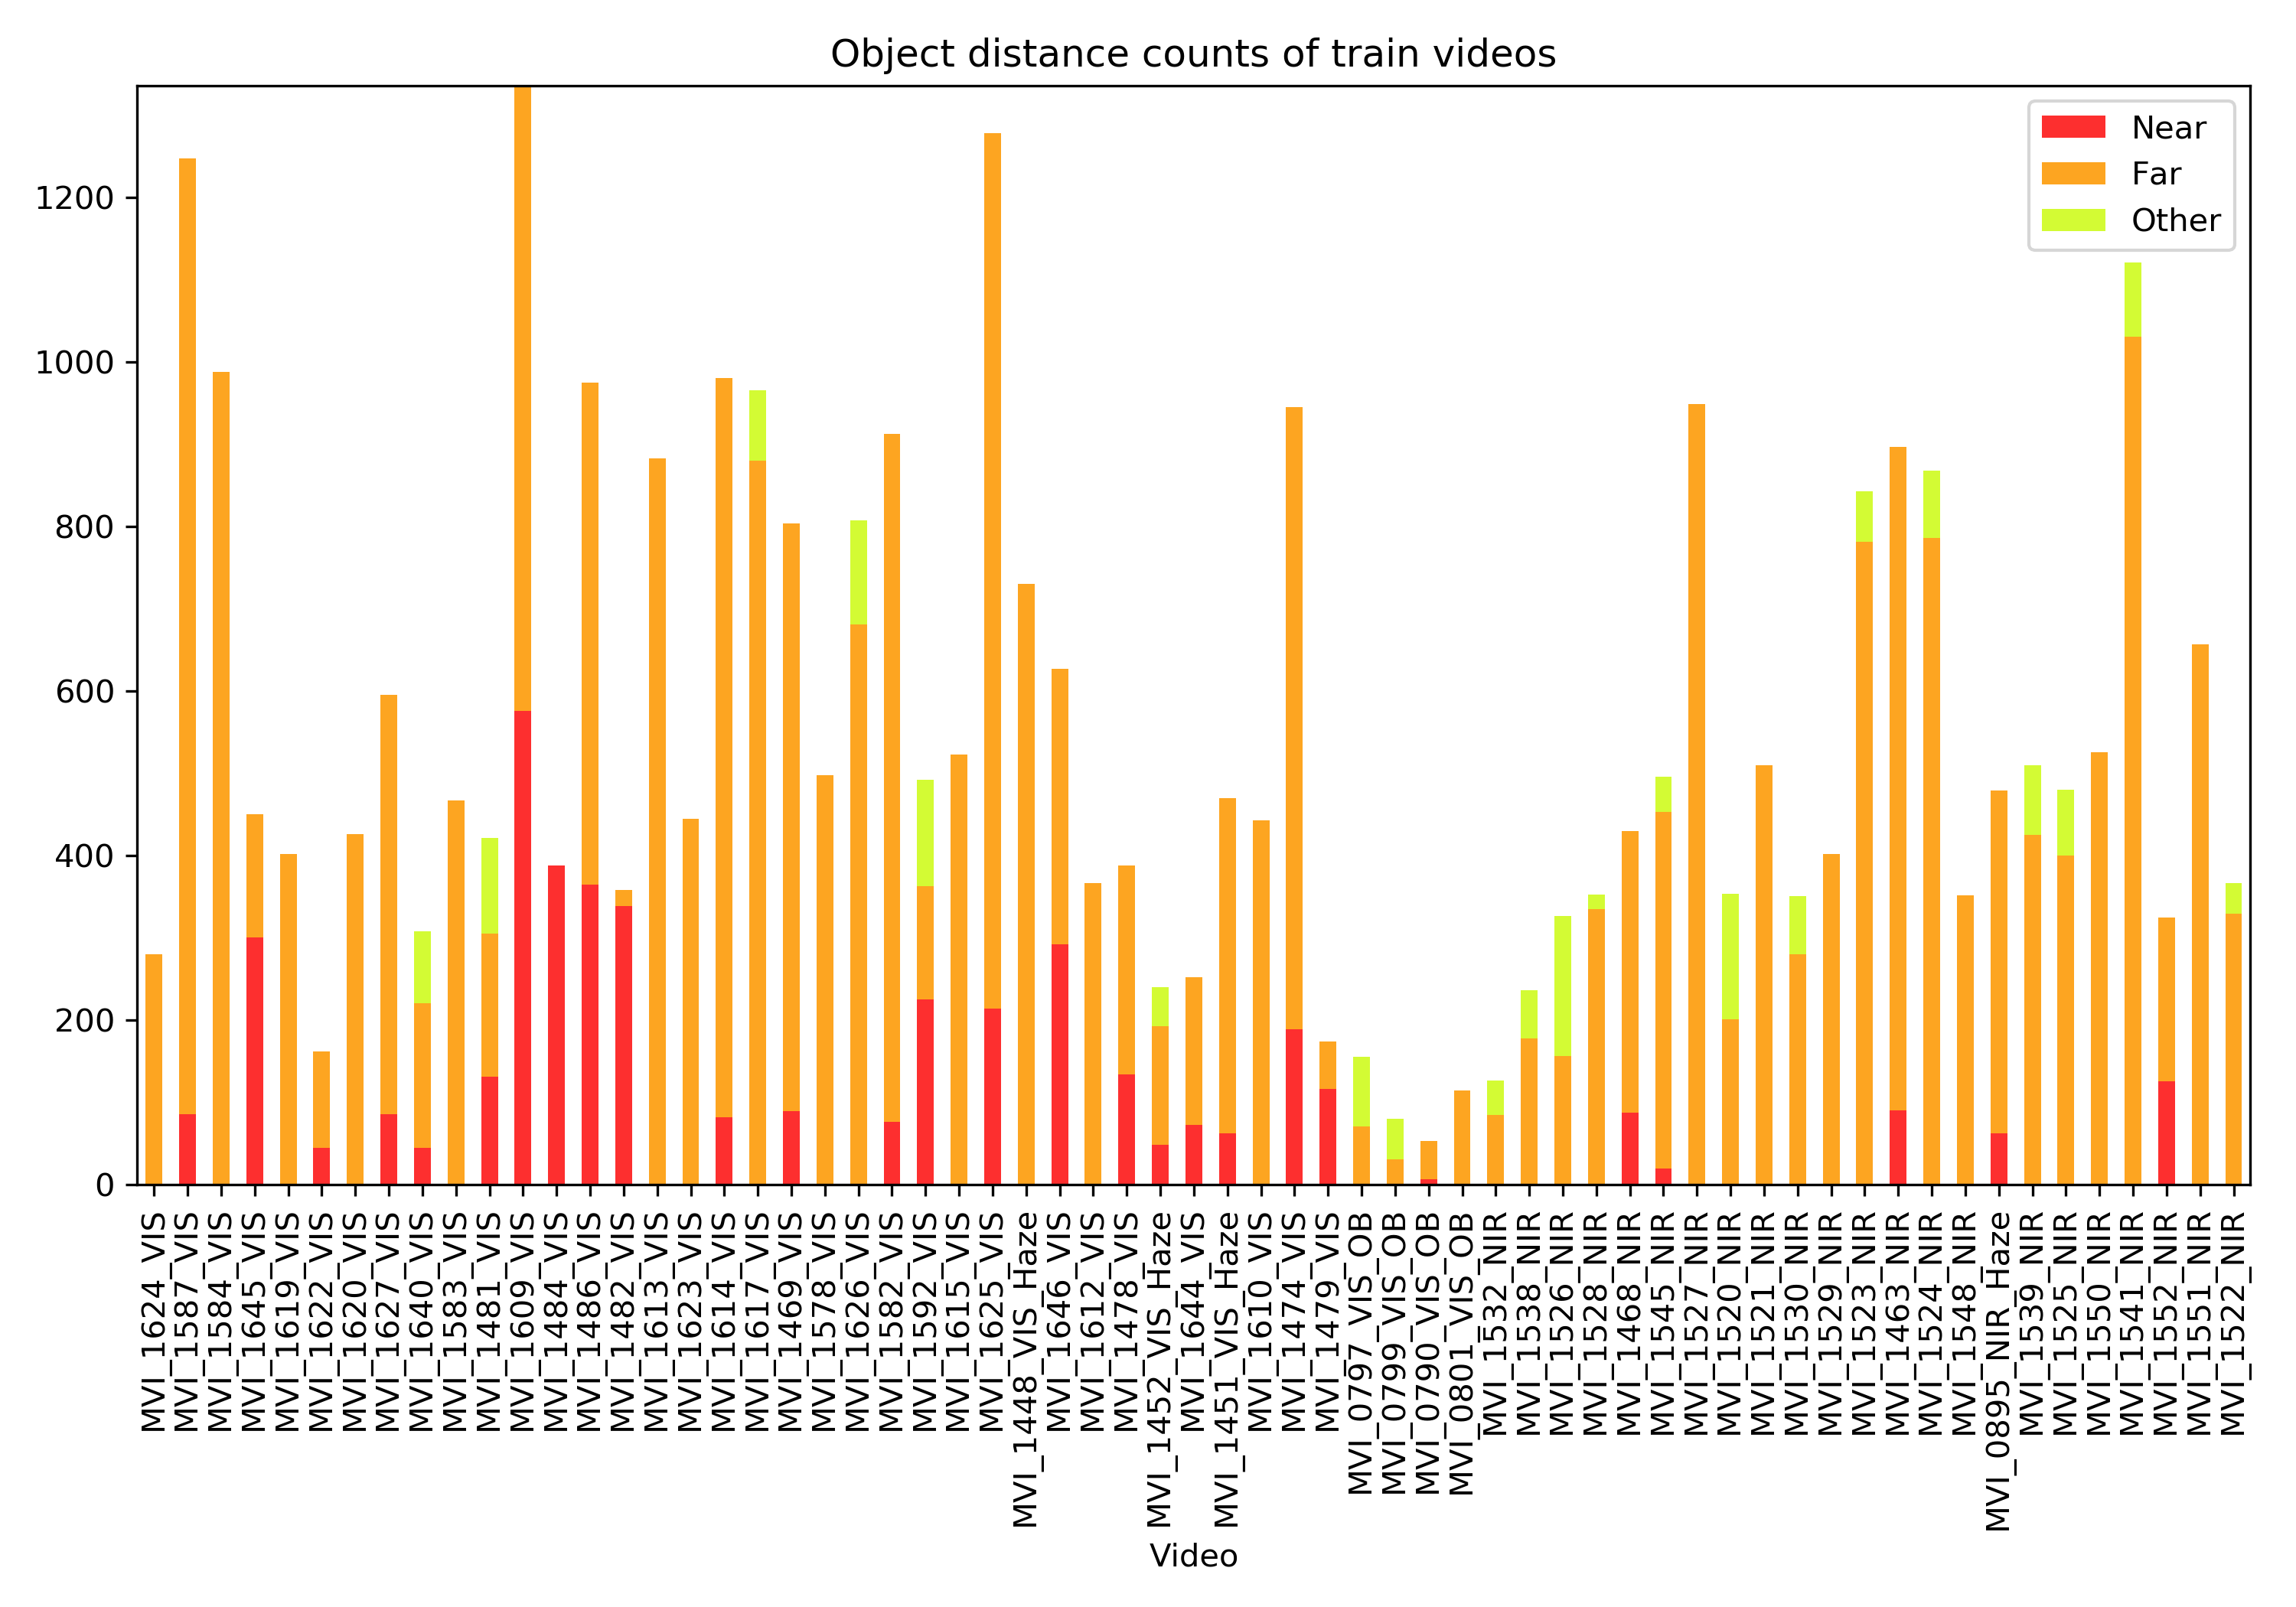 Object distance counts of train videos
Near
Far
Other
1200
1000
800
600
400
200
0
MVI_1624_VIS
MVI_1587_VIS
MVI_1584_VIS
MVI_1645_VIS
MVI_1619_VIS
MVI_1622_VIS
MVI_1620_VIS
MVI_1627_VIS
MVI_1640_VIS
MVI_1583_VIS
MVI_1481_VIS
MVI_1609_VIS
MVI_1484_VIS
MVI_1486_VIS
MVI_1482_VIS
MVI_1613_VIS
MVI_1623_VIS
MVI_1614_VIS
MVI_1617_VIS
MVI_1469_VIS
MVI_1578_VIS
MVI_1626_VIS
MVI_1582_VIS
MVI_1592_VIS
MVI_1615_VIS
MVI_1625_VIS
MVI_1448_VIS_Haze
MVI_1646_VIS
MVI_1612_VIS
MVI_1478_VIS
MVI_1452_VIS_Haze
MVI_1644_VIS
MVI_1451_VIS_Haze
MVI_1610_VIS
MVI_1474_VIS
MVI_1479_VIS
MVI_0797_VIS_OB
MVI_0799_VIS_OB
MVI_0790_VIS_OB
MVI_0801_VIS_OB
MVI_1532_NIR
MVI_1538_NIR
MVI_1526_NIR
MVI_1528_NIR
MVI_1468_NIR
MVI_1545_NIR
MVI_1527_NIR
MVI_1520_NIR
MVI_1521_NIR
MVI_1530_NIR
MVI_1529_NIR
MVI_1523_NIR
MVI_1463_NIR
MVI_1524_NIR
MVI_1548_NIR
MVI_0895_NIR_Haze
MVI_1539_NIR
MVI_1525_NIR
MVI_1550_NIR
MVI_1541_NIR
MVI_1552_NIR
MVI_1551_NIR
MVI_1522_NIR
Video